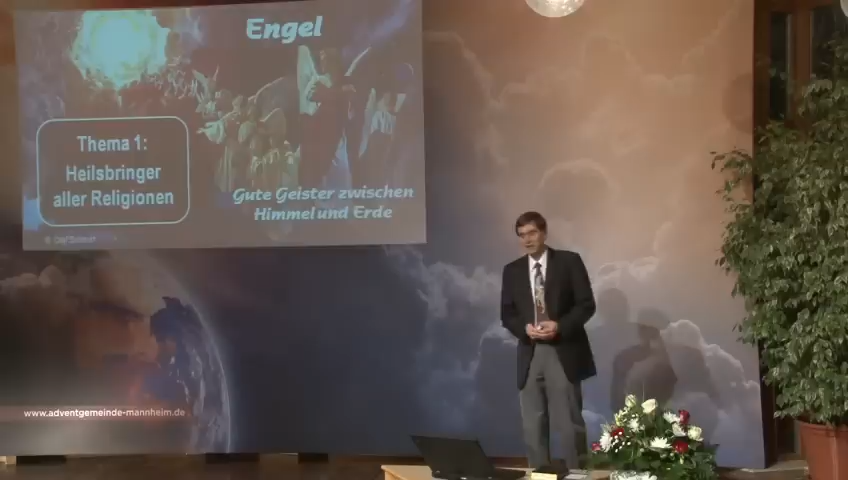 Engel
Thema 1:
Heilsbringer
aller Religionen
Gute Geister zwischen
Himmel und Erde
www.adventgemeinde-mannheim.de